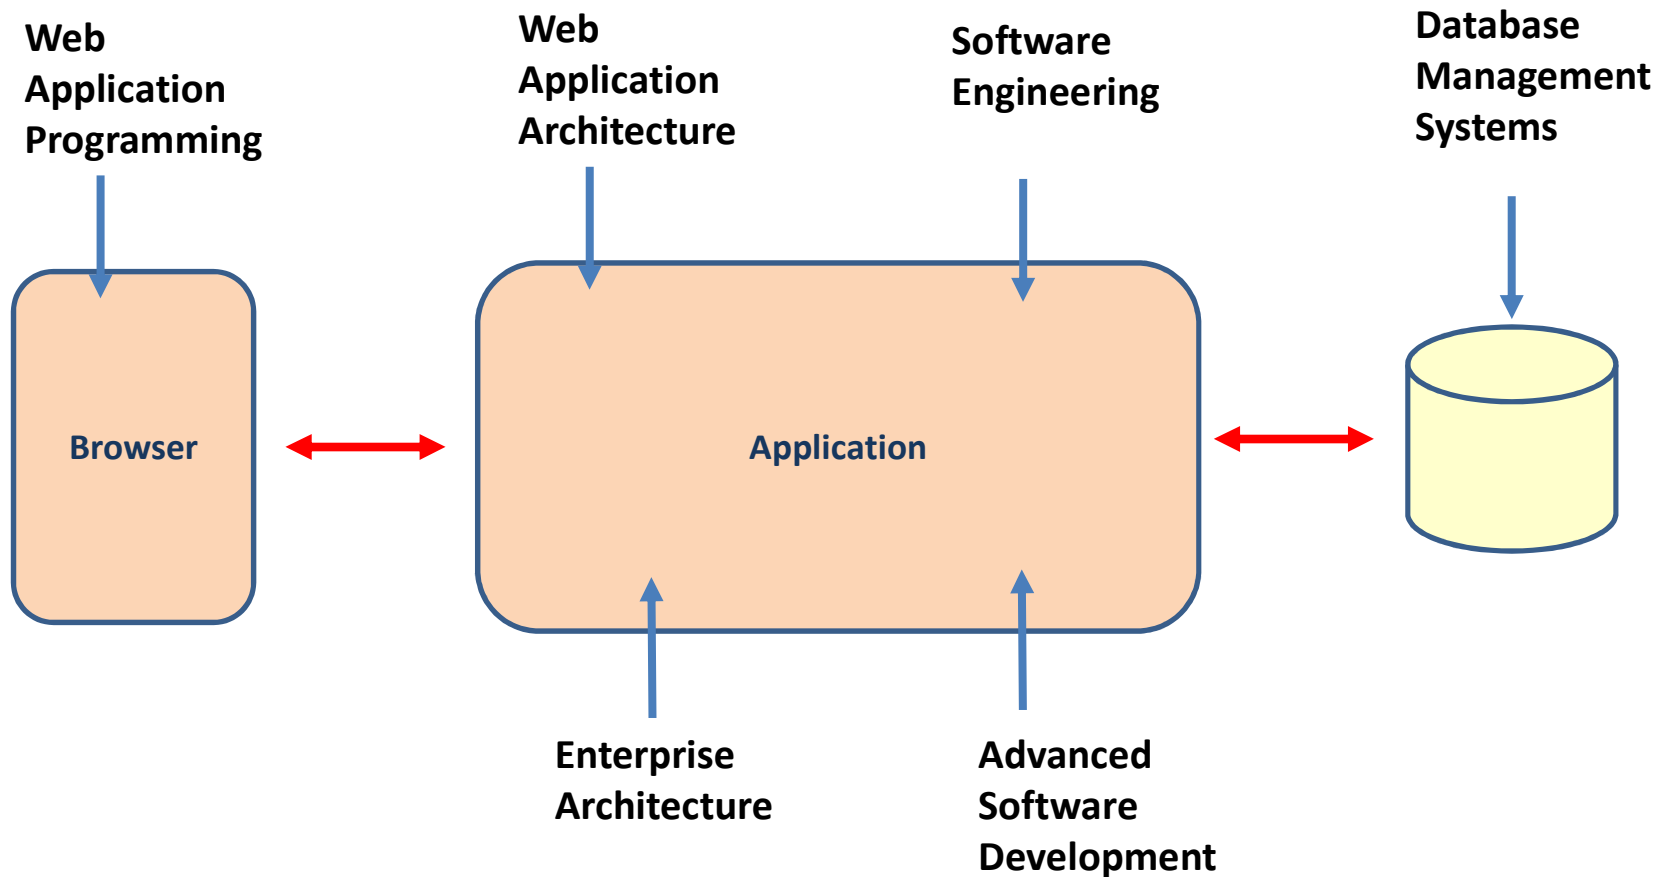 Web
Application
Programming
Web
Application
Architecture
Software
Engineering
Database
Management
Systems
Browser
Application
Enterprise
Architecture
Advanced
Software
Development